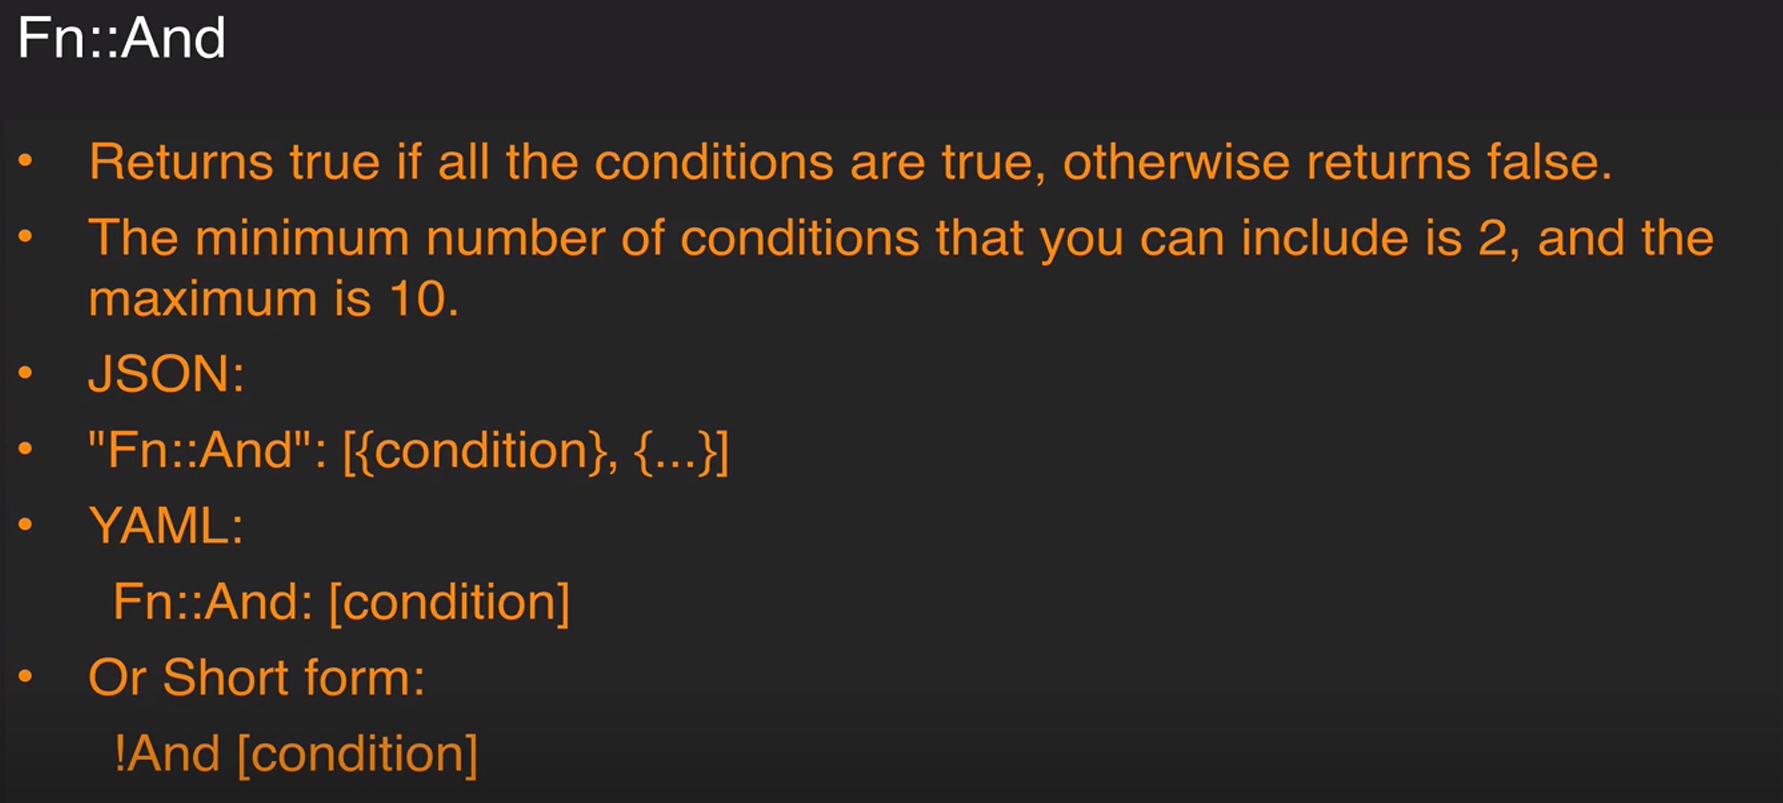 Fn::And
• Returns true if all the conditions are true, otherwise returns false.
• The minimum number of conditions that you can include is 2, and the
maximum is 10.
• JSON:
• "Fn::And": [{condition}, {...}]
• YAML:
Fn::And: [condition]
• Or Short form:
!And [condition]